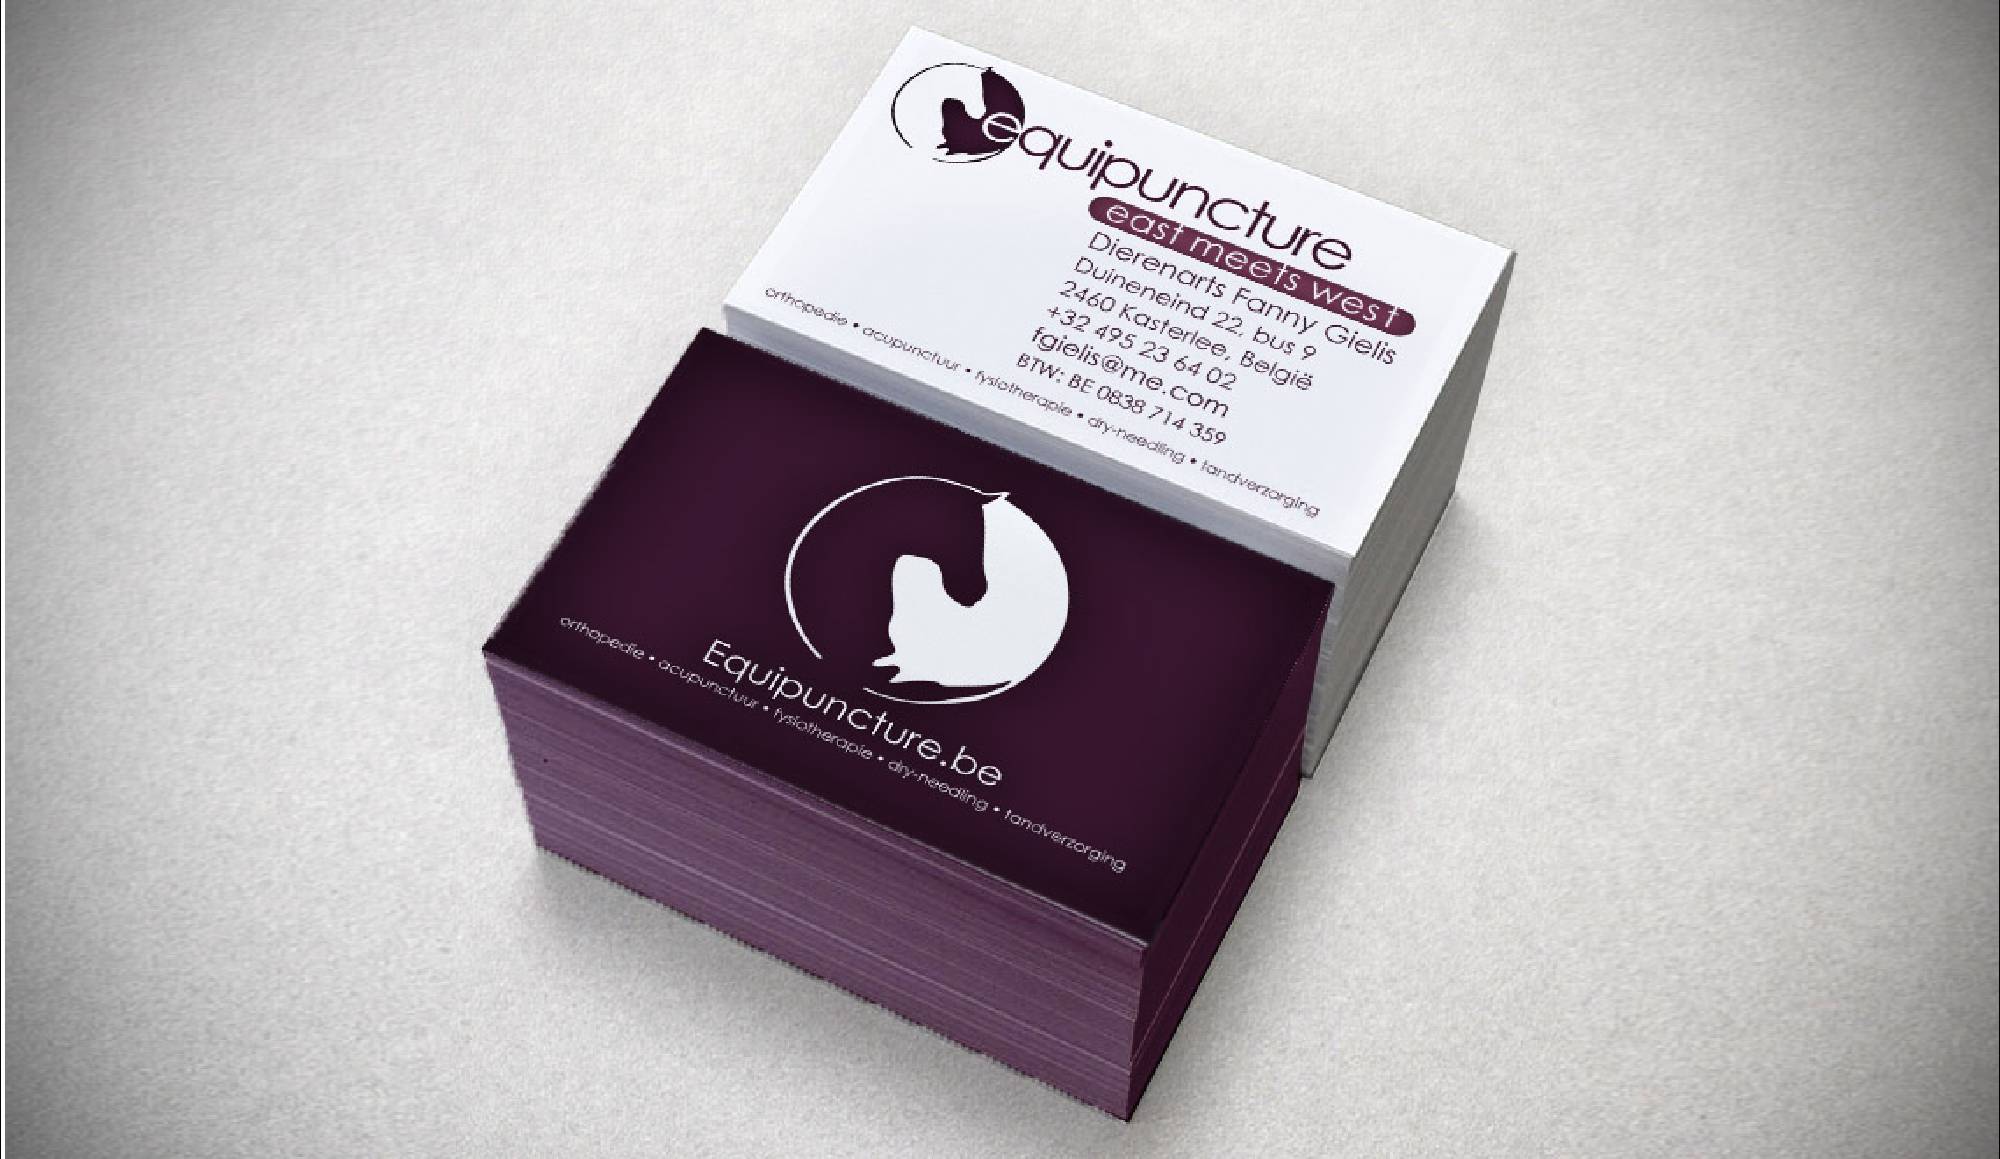 equipuncture
east meets west
Dierenarts Fanny Gielis
Duineneind 22, bus 9
2460 Kasterlee, België
+32 495 23 64 02
fgielis@me.com
BTW: BE 0838 714 359
orthopedie • acupunctuur • fysiotherapie • dry-needling • tandverzorging
Equipuncture.be
orthopedie • acupunctuur • fysiotherapie • dry-needling • tandverzorging